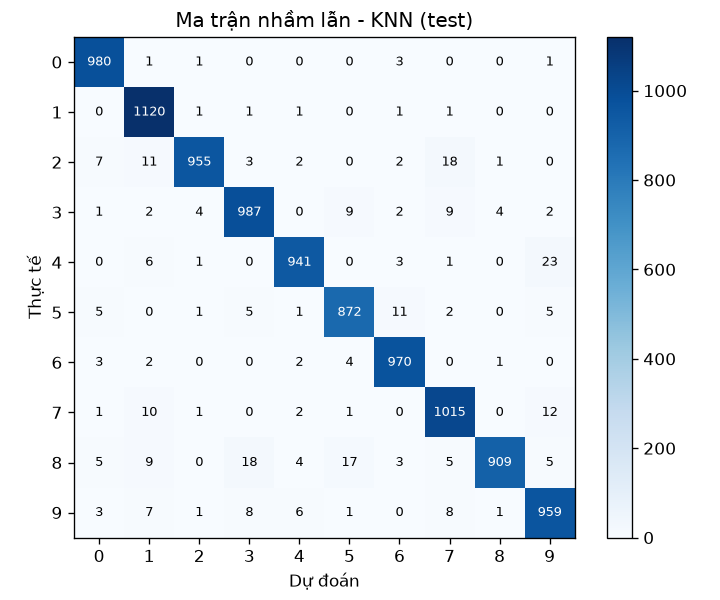 Ma trận nhầm lẫn - KNN (test)
0 980 1 1 0 0 0 3 0 0 1
1 0 1120 1 1 1 0 1 1 0 0
2 7 11 955 3 2 0 2 18 1 0
3 1 2 4 987 0 9 2 9 4 2
4 0 6 1 0 941 0 3 1 0 23
5 5 0 1 5 1 872 11 2 0 5
6 3 2 0 0 2 4 970 0 1 0
7 1 10 1 0 2 1 0 1015 0 12
8 5 9 0 18 4 17 3 5 909 5
9 3 7 1 8 6 1 0 8 1 959
0 1 2 3 4 5 6 7 8 9
Dự đoán
Thực tế
1000
800
600
400
200
0